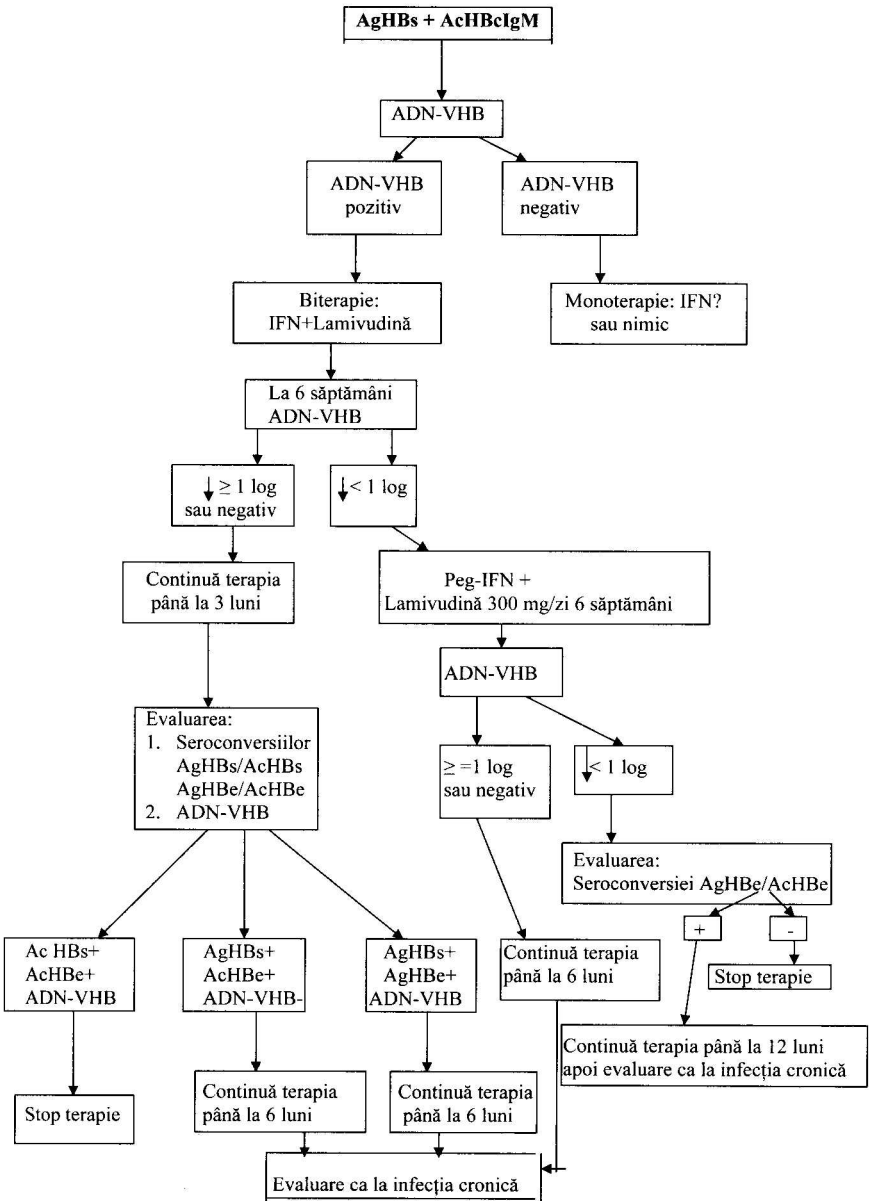 AgHBs + AcHBcIgM
ADN-VHB
ADN-VHB
pozitiv
ADN-VHB
negativ
Biterapie:
IFN+Lamivudină
Monoterapie: IFN?
sau nimic
La 6 săptămâni
ADN-VHB
↓ ≥ 1 log
sau negativ
↓ < 1 log
Continuă terapia
până la 3 luni
Peg-IFN +
Lamivudină 300 mg/zi 6 săptămâni
ADN-VHB
Evaluarea:
1. Seroconversiilor
AgHBs/AcHBs
AgHBe/AcHBe
2. ADN-VHB
≥ =1 log
sau negativ
↓ < 1 log
Evaluarea:
Seroconversiei AgHBe/AcHBe
+
-
Ac HBs+
AcHBe+
ADN-VHB
AgHBs+
AcHBe+
ADN-VHB-
AgHBs+
AgHBe+
ADN-VHB
Continuă terapia
până la 6 luni
Stop terapie
Continuă terapia până la 12 luni
apoi evaluare ca la infecția cronică
Stop terapie
Continuă terapia
până la 6 luni
Continuă terapia
până la 6 luni
Evaluare ca la infecția cronică